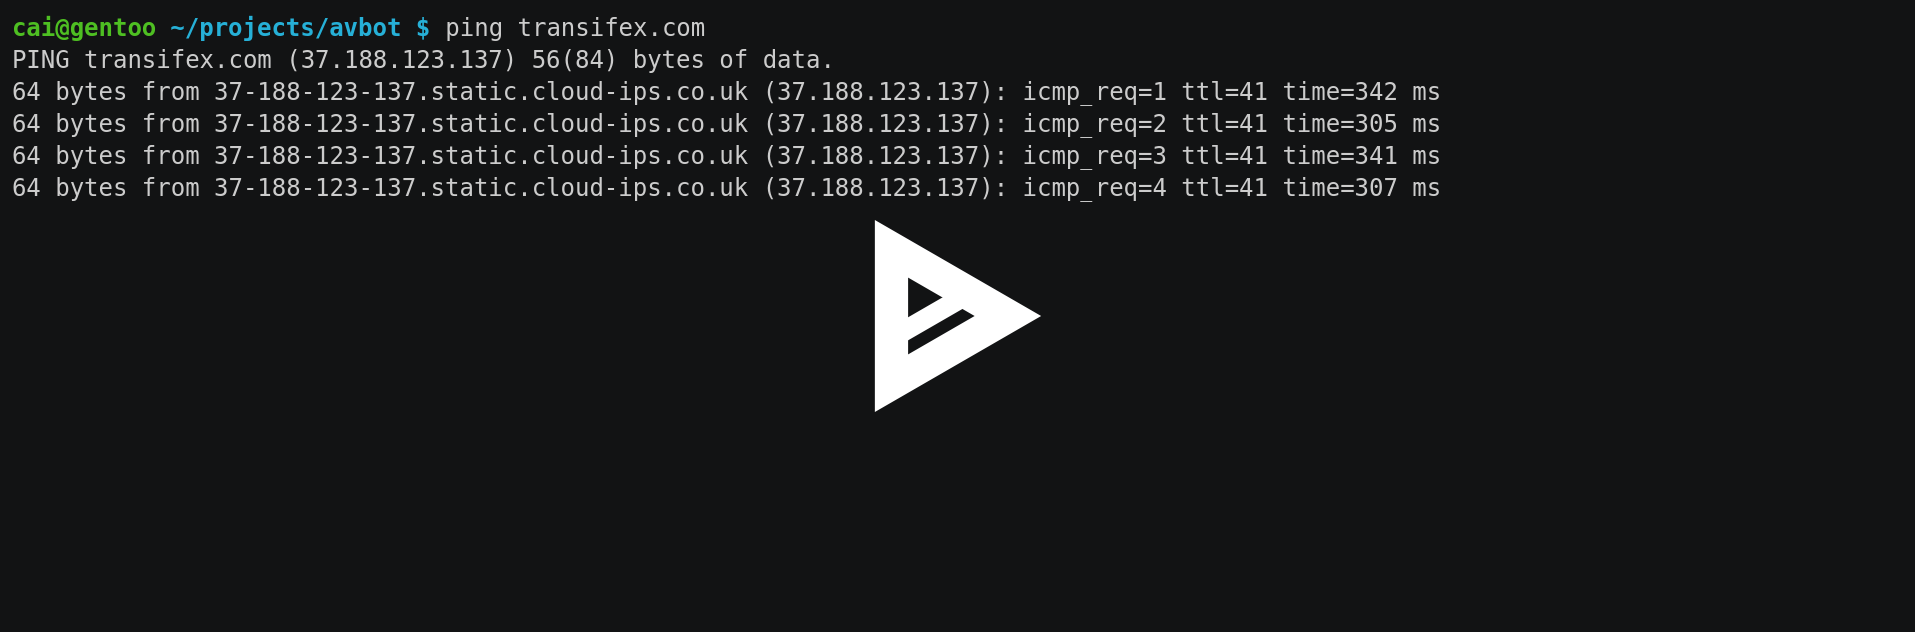 cai@gentoo ~/projects/avbot $ ping transifex.com
PING transifex.com (37.188.123.137) 56(84) bytes of data.
64 bytes from 37-188-123-137.static.cloud-ips.co.uk (37.188.123.137): icmp_req=1 ttl=41 time=342 ms
64 bytes from 37-188-123-137.static.cloud-ips.co.uk (37.188.123.137): icmp_req=2 ttl=41 time=305 ms
64 bytes from 37-188-123-137.static.cloud-ips.co.uk (37.188.123.137): icmp_req=3 ttl=41 time=341 ms
64 bytes from 37-188-123-137.static.cloud-ips.co.uk (37.188.123.137): icmp_req=4 ttl=41 time=307 ms